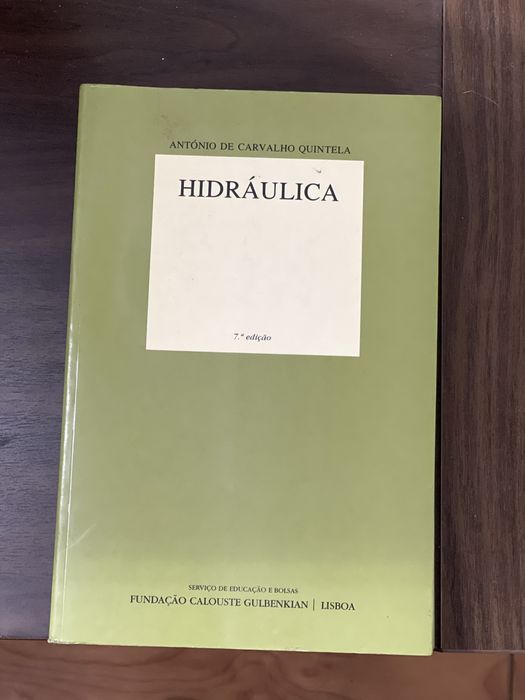 ANTÓNIO DE CARVALHO QUINTELA
HIDRÁULICA
7.ª edição
SERVIÇO DE EDUCAÇÃO E BOLSAS
FUNDAÇÃO CALOUSTE GULBENKIAN | LISBOA